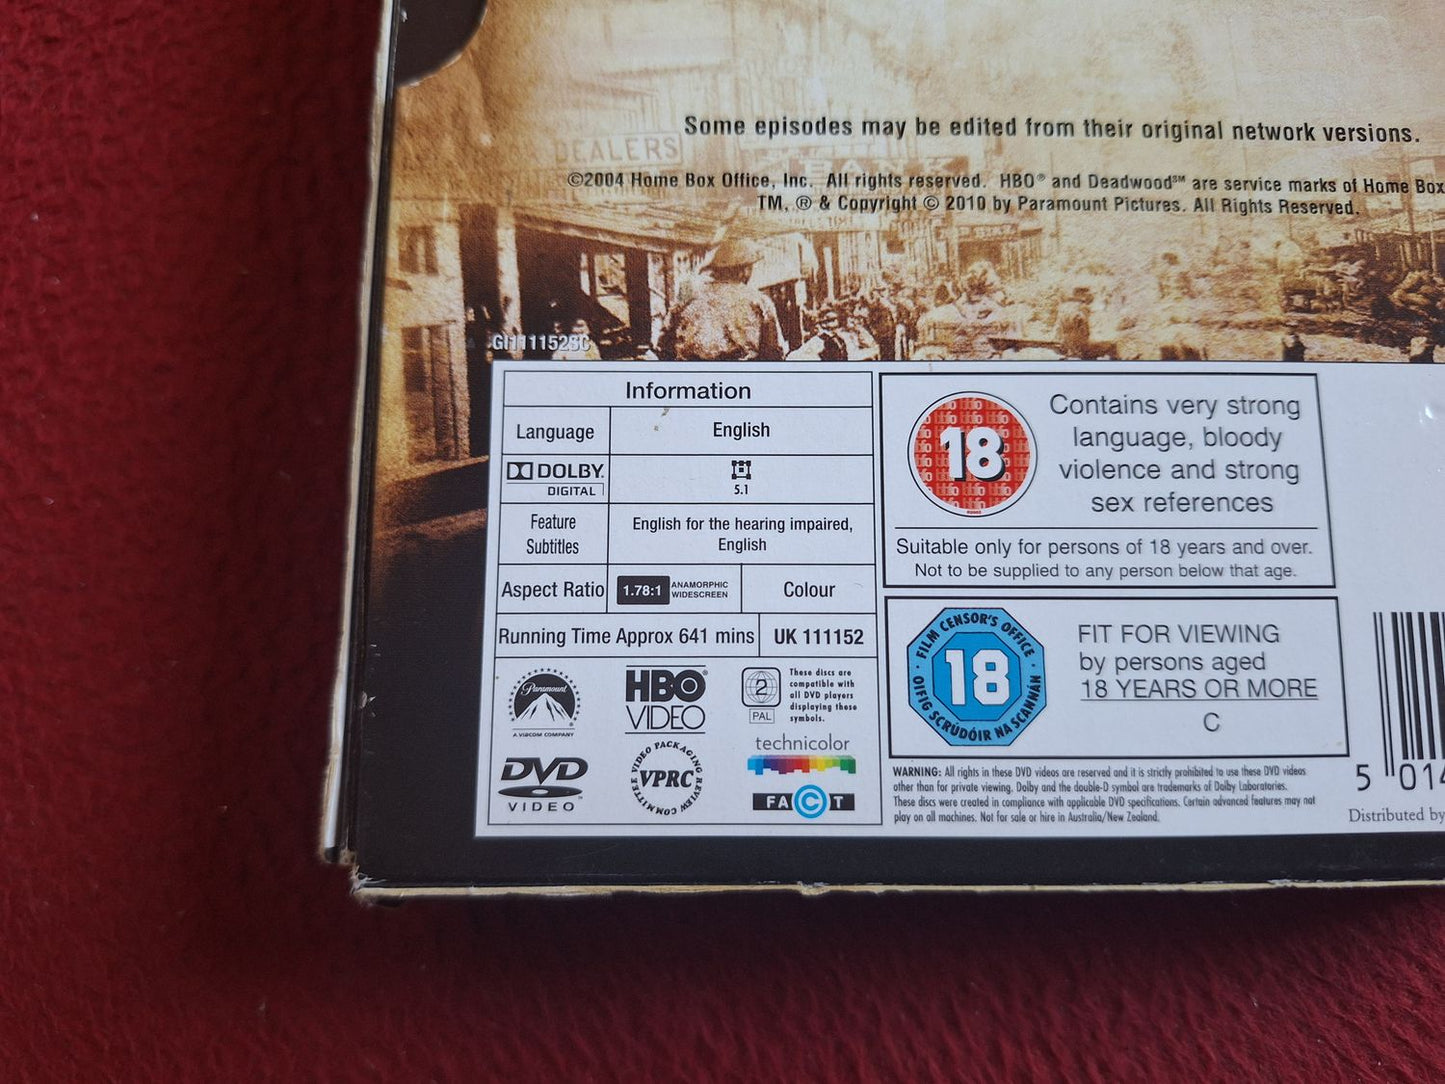 DEALERS
BANK
Some episodes may be edited from their original network versions.
©2004 Home Box Office, Inc. All rights reserved. HBO® and Deadwood℠ are service marks of Home Box
TM, ® & Copyright © 2010 by Paramount Pictures. All Rights Reserved.
GI111152SC
Information
Language English
DOLBY
DIGITAL
5.1
Feature
Subtitles
English for the hearing impaired,
English
Aspect Ratio 1.78:1 ANAMORPHIC
WIDESCREEN
Colour
Running Time Approx 641 mins UK 111152
Paramount
A VIACOM COMPANY
HBO®
VIDEO
2
PAL
These discs are
compatible with
all DVD players
displaying these
symbols.
DVD
VIDEO
VIDEO PACKAGING REVIEW COMMITTEE
VPRC
technicolor
FACT
18
Contains very strong
language, bloody
violence and strong
sex references
Suitable only for persons of 18 years and over.
Not to be supplied to any person below that age.
FILM CENSOR'S OFFICE
18
OIFIG SCRÚDÓIR NA SCANNÁN
FIT FOR VIEWING
by persons aged
18 YEARS OR MORE
C
WARNING: All rights in these DVD videos are reserved and it is strictly prohibited to use these DVD videos
other than for private viewing. Dolby and the double-D symbol are trademarks of Dolby Laboratories.
These discs were created in compliance with applicable DVD specifications. Certain advanced features may not
play on all machines. Not for sale or hire in Australia/New Zealand.
5 014
Distributed by